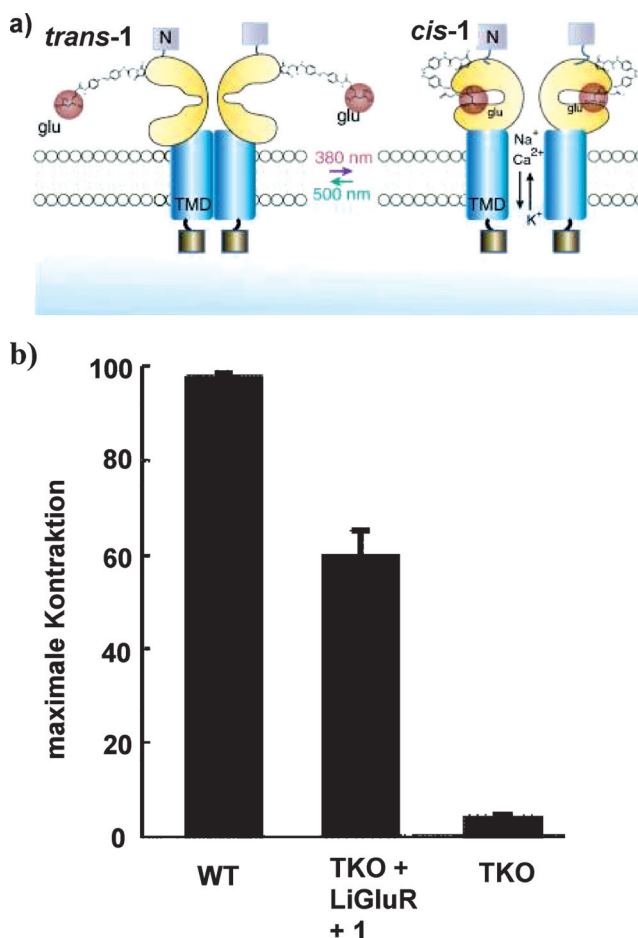 a)
trans-1
cis-1
N
N
glu
glu
glu
glu
Na⁺
Ca²⁺
380 nm
500 nm
TMD
TMD
K⁺
b)
maximale Kontraktion
100
80
60
40
20
0
WT
TKO +
LiGluR
+ 1
TKO